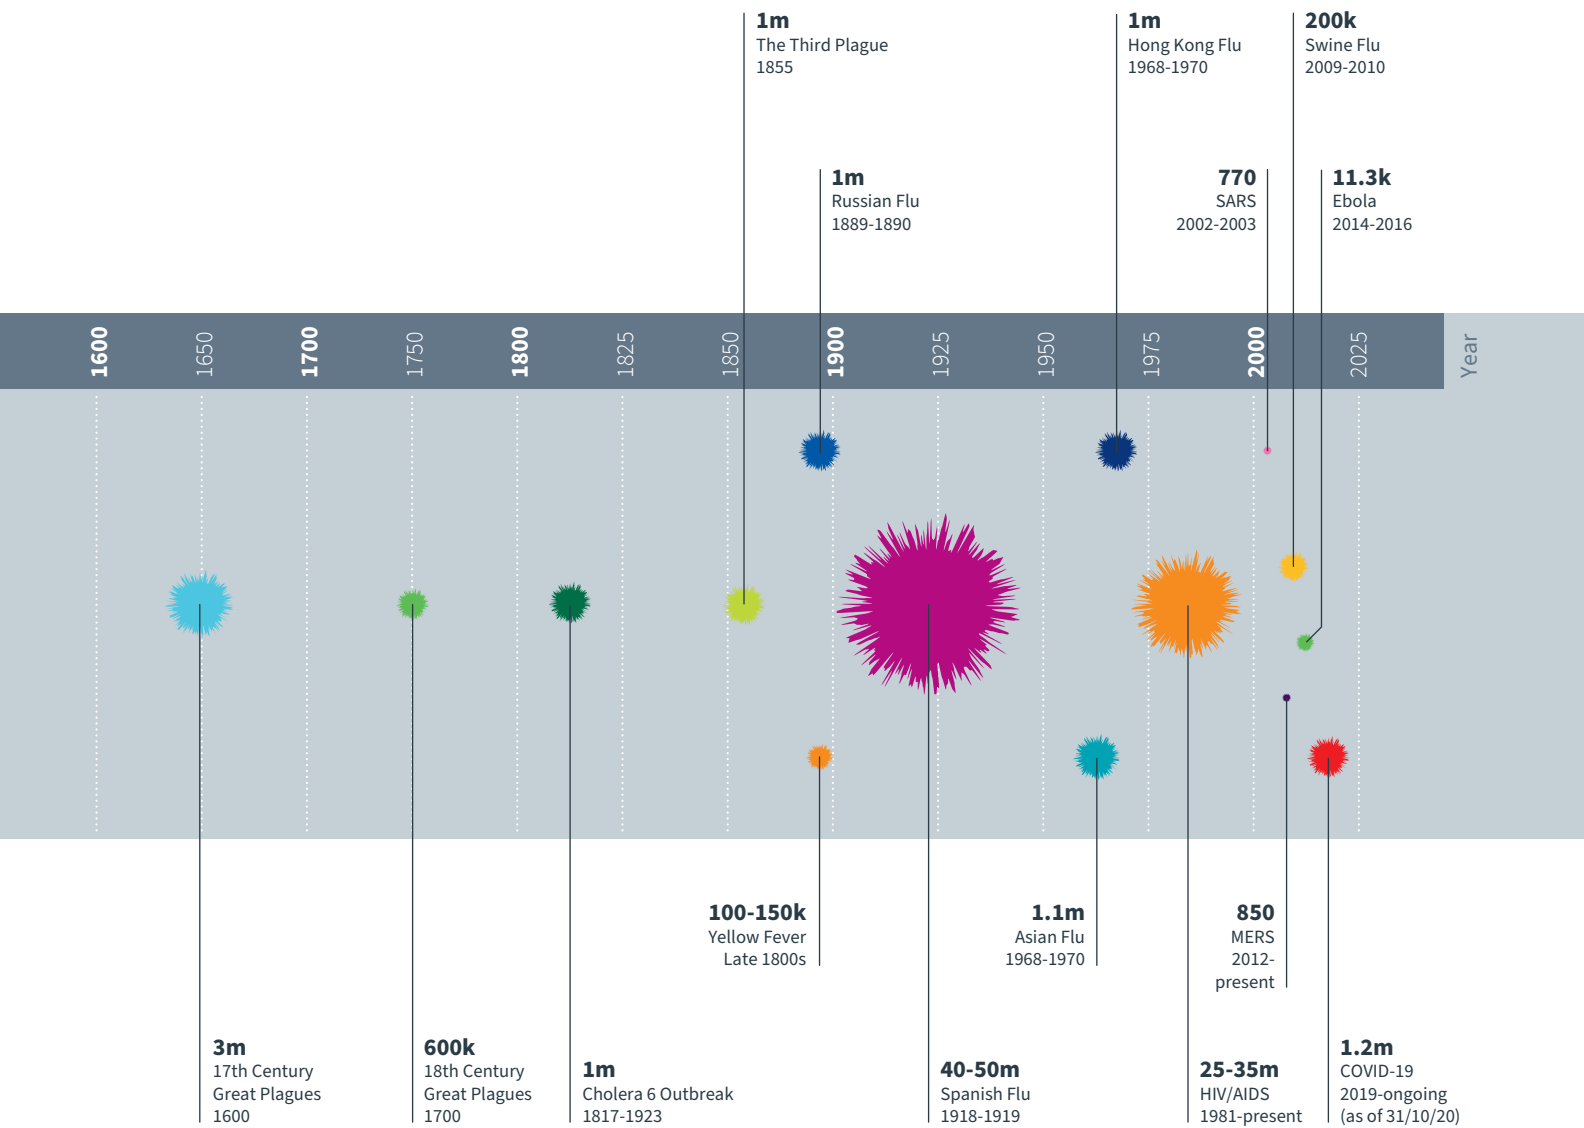 1m
The Third Plague
1855
1m
Hong Kong Flu
1968-1970
200k
Swine Flu
2009-2010
1m
Russian Flu
1889-1890
770
SARS
2002-2003
11.3k
Ebola
2014-2016
1600
1650
1700
1750
1800
1825
1850
1900
1925
1950
1975
2000
2025
Year
100-150k
Yellow Fever
Late 1800s
1.1m
Asian Flu
1968-1970
850
MERS
2012-
present
3m
17th Century
Great Plagues
1600
600k
18th Century
Great Plagues
1700
1m
Cholera 6 Outbreak
1817-1923
40-50m
Spanish Flu
1918-1919
25-35m
HIV/AIDS
1981-present
1.2m
COVID-19
2019-ongoing
(as of 31/10/20)